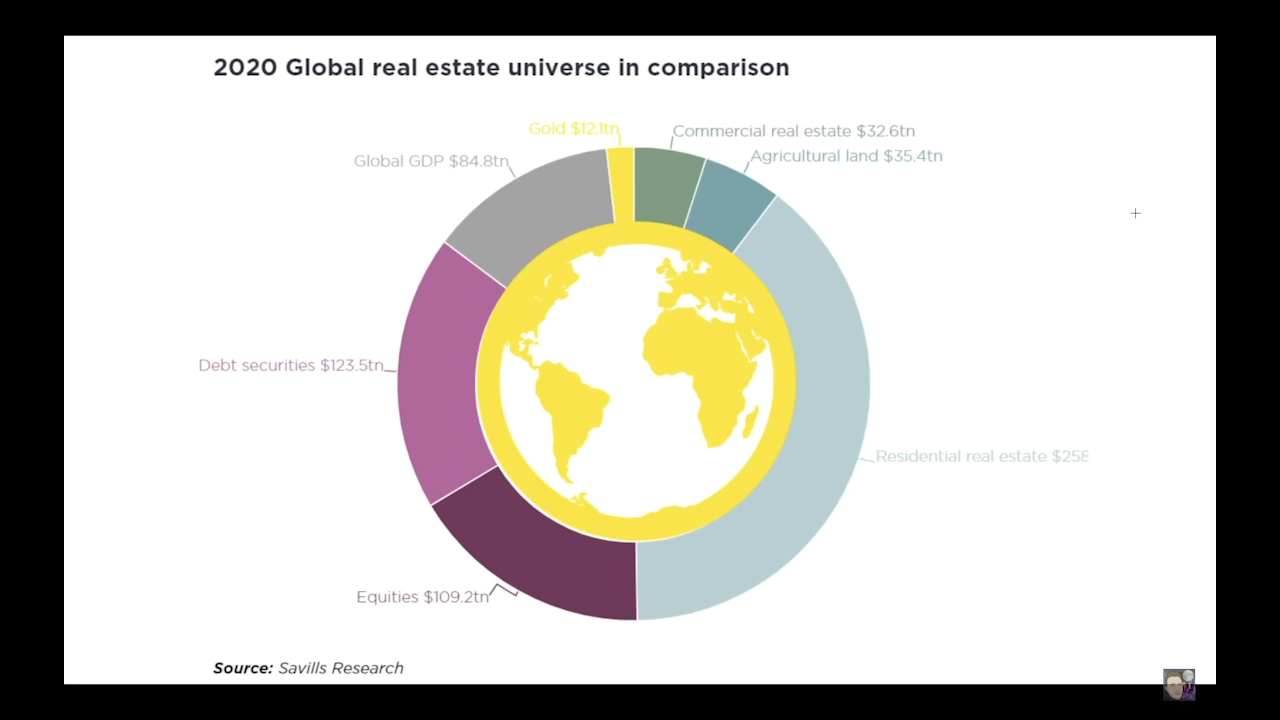 2020 Global real estate universe in comparison
Gold $12.1tn
Commercial real estate $32.6tn
Agricultural land $35.4tn
Global GDP $84.8tn
Debt securities $123.5tn
Residential real estate $258
Equities $109.2tn
Source: Savills Research